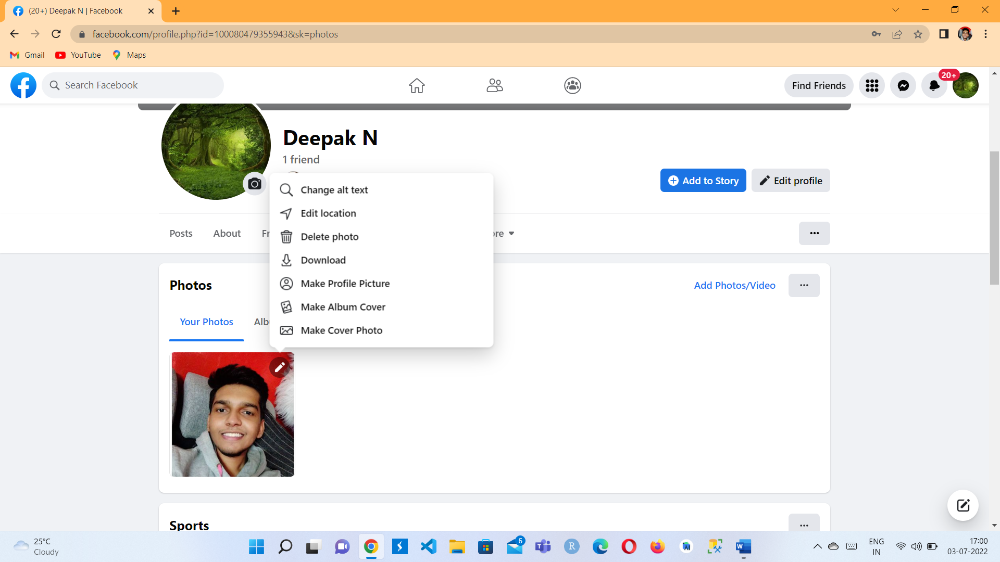 (20+) Deepak N | Facebook
facebook.com/profile.php?id=100080479355943&sk=photos
Gmail YouTube Maps
Search Facebook
Find Friends
20+
Deepak N
1 friend
Add to Story
Edit profile
Change alt text
Edit location
Delete photo
Download
Make Profile Picture
Make Album Cover
Make Cover Photo
Posts About Fr ore
Photos
Add Photos/Video
Your Photos Alb
Sports
25°C
Cloudy
6
ENG
IN
17:00
03-07-2022